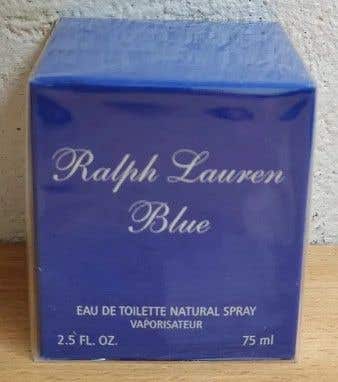 Ralph Lauren
Blue
EAU DE TOILETTE NATURAL SPRAY
VAPORISATEUR
2.5 FL. OZ. 75 ml